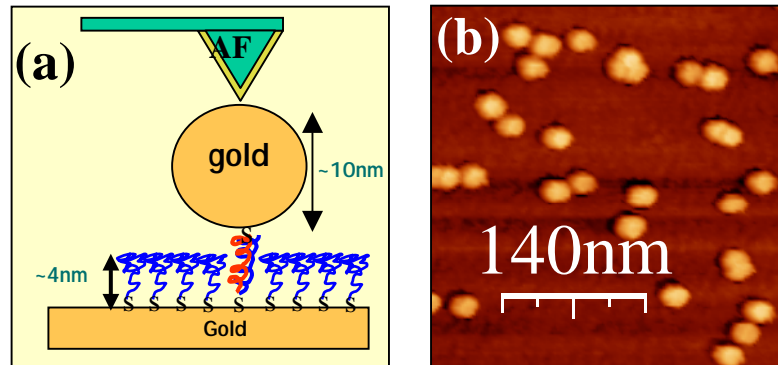 (a)
AF
gold
~10nm
S
~4nm
S S S S S S S S S
Gold
(b)
140nm